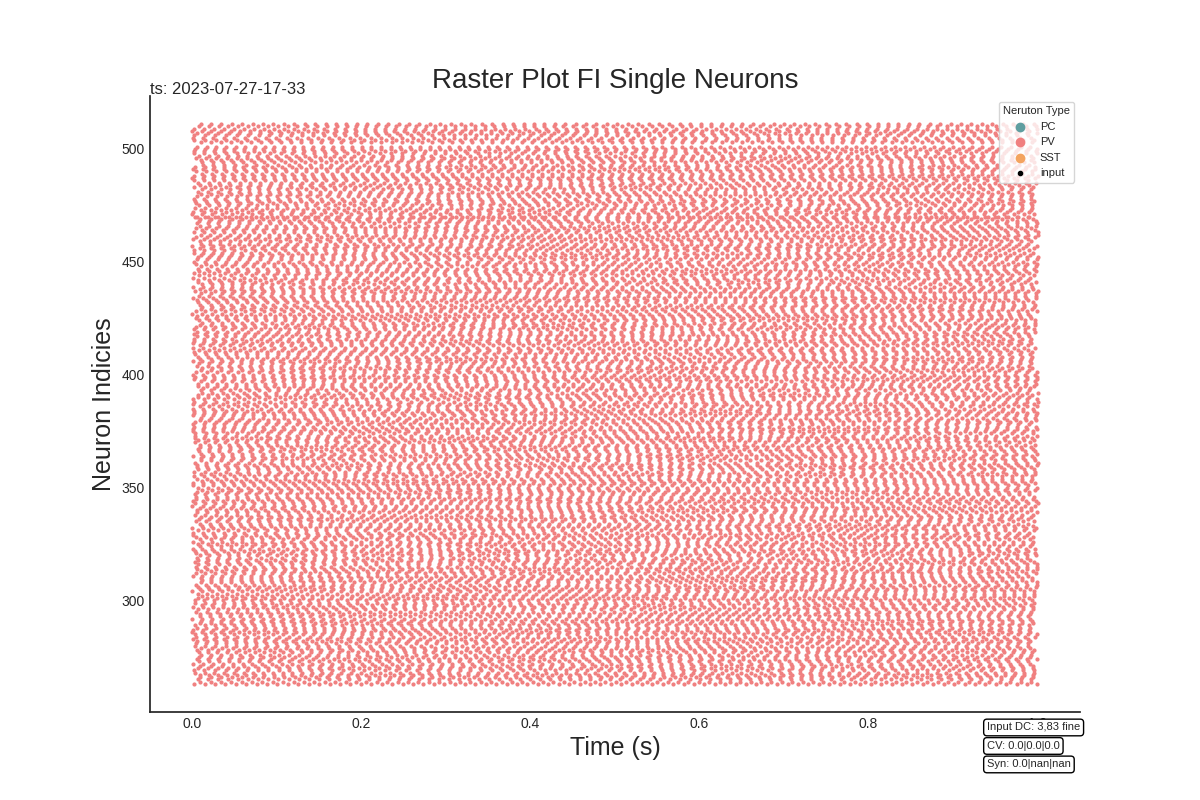 Raster Plot FI Single Neurons
ts: 2023-07-27-17-33
Neruton Type
PC
PV
SST
input
500
450
400
350
300
Neuron Indicies
0.0
0.2
0.4
0.6
0.8
Time (s)
Input DC: 3,83 fine
CV: 0.0|0.0|0.0
Syn: 0.0|nan|nan